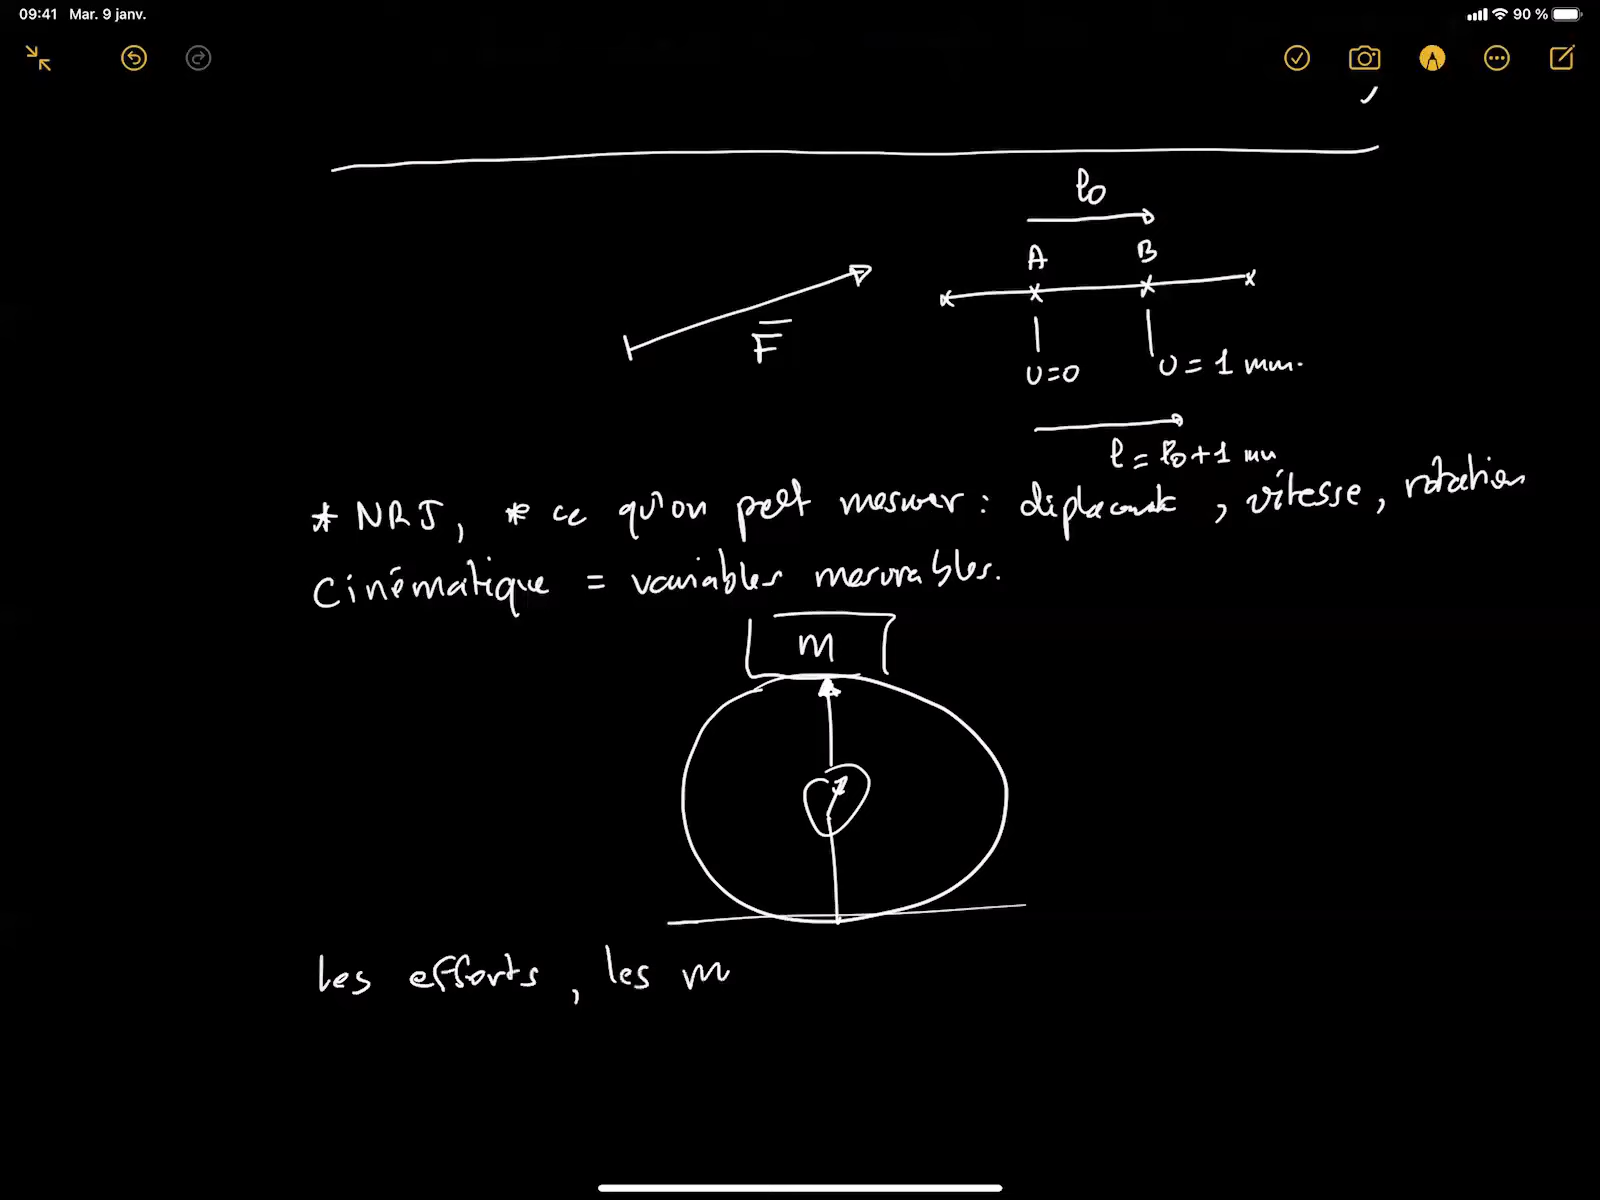 09:41 Mar. 9 janv. 90 %
l0
A B
F
U=0 U=1 mm.
l=l0+1 mm
* NRJ, * ce qu'on peut mesurer : déplacement, vitesse, rotation
Cinématique = variables mesurables.
m
les efforts, les m